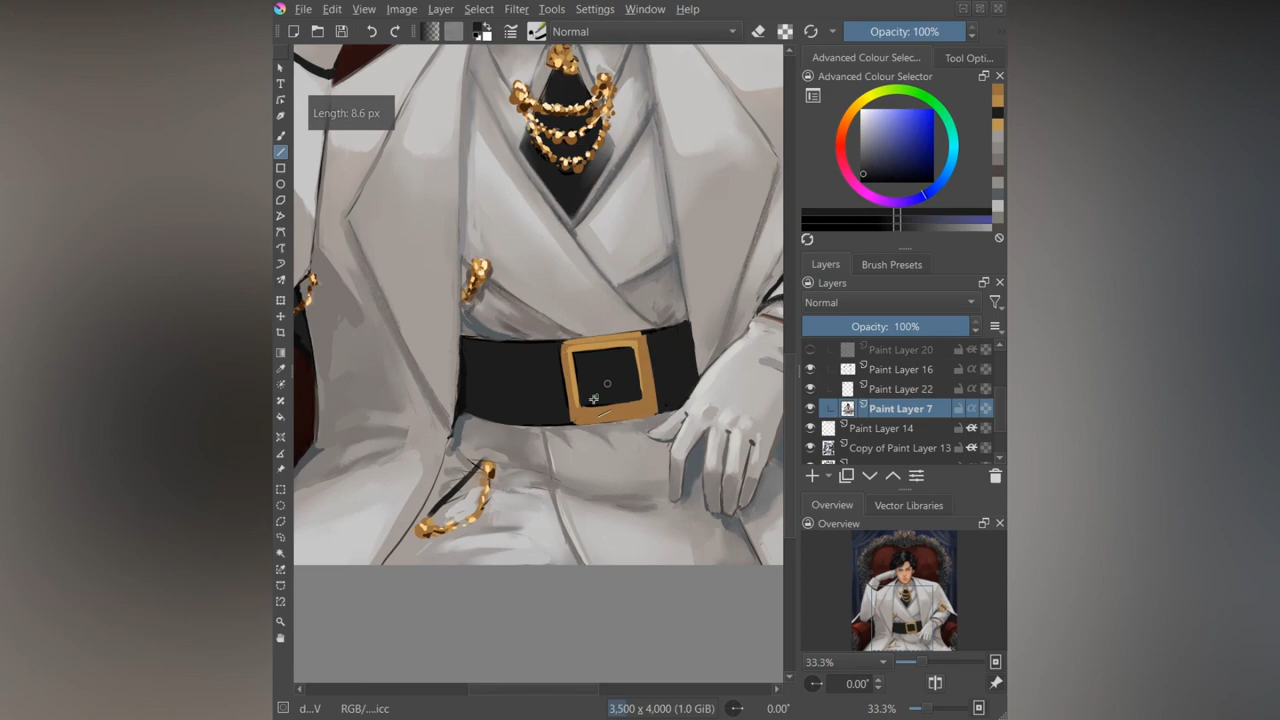 File Edit View Image Layer Select Filter Tools Settings Window Help
Normal
Opacity: 100%
Advanced Colour Selec... Tool Opti...
Advanced Colour Selector
Length: 8.6 px
Layers Brush Presets
Layers
Normal
Opacity: 100%
Paint Layer 20
Paint Layer 16
Paint Layer 22
Paint Layer 7
Paint Layer 14
Copy of Paint Layer 13
Overview Vector Libraries
Overview
33.3%
0.00°
d...V RGB/....icc 3,500 x 4,000 (1.0 GiB) 0.00° 33.3%